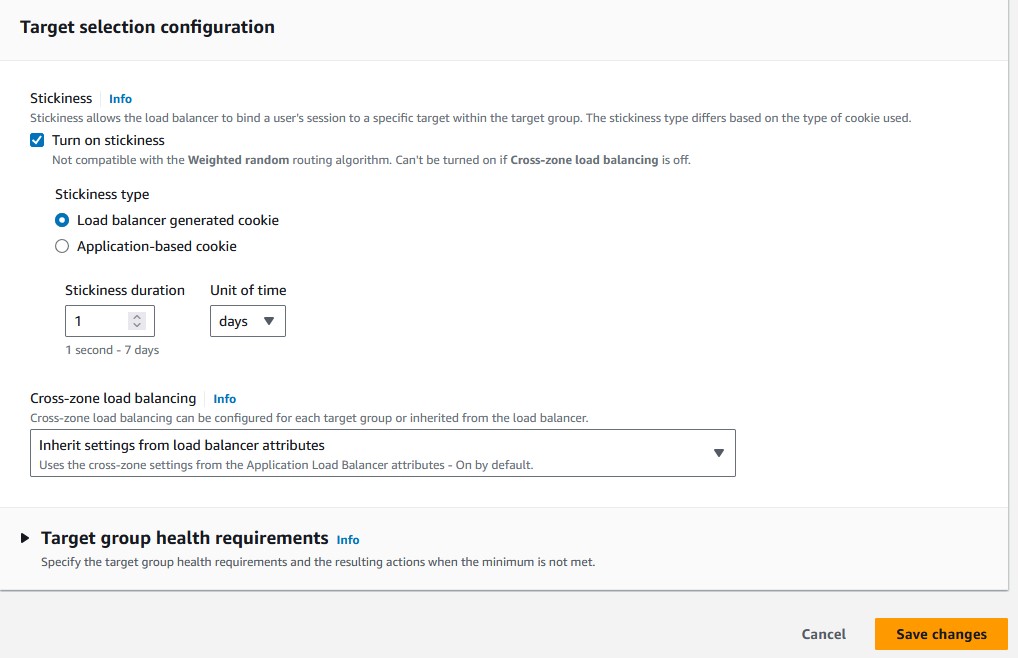 Target selection configuration
Stickiness Info
Stickiness allows the load balancer to bind a user's session to a specific target within the target group. The stickiness type differs based on the type of cookie used.
Turn on stickiness
Not compatible with the Weighted random routing algorithm. Can't be turned on if Cross-zone load balancing is off.
Stickiness type
Load balancer generated cookie
Application-based cookie
Stickiness duration Unit of time
1 days
1 second - 7 days
Cross-zone load balancing Info
Cross-zone load balancing can be configured for each target group or inherited from the load balancer.
Inherit settings from load balancer attributes
Uses the cross-zone settings from the Application Load Balancer attributes - On by default.
Target group health requirements Info
Specify the target group health requirements and the resulting actions when the minimum is not met.
Cancel Save changes